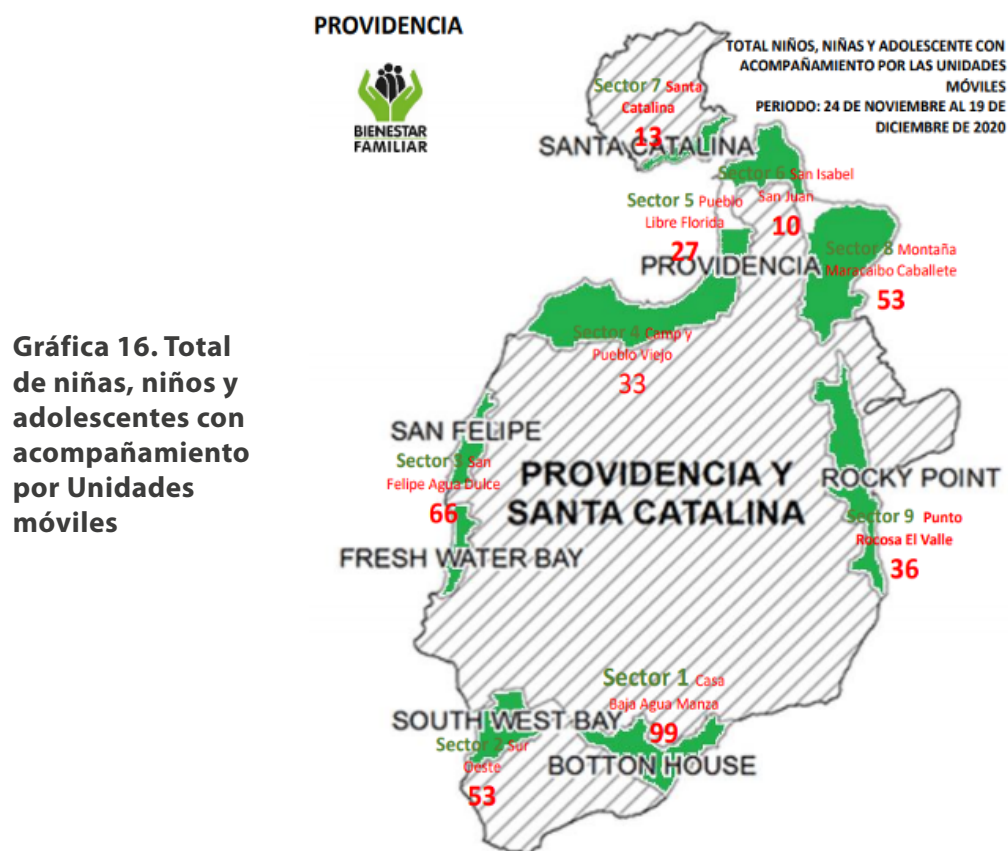 PROVIDENCIA
BIENESTAR
FAMILIAR
TOTAL NIÑOS, NIÑAS Y ADOLESCENTE CON
ACOMPAÑAMIENTO POR LAS UNIDADES
MÓVILES
PERIODO: 24 DE NOVIEMBRE AL 19 DE
DICIEMBRE DE 2020
Gráfica 16. Total
de niñas, niños y
adolescentes con
acompañamiento
por Unidades
móviles
Sector 7 Santa
Catalina
13
SANTA CATALINA
Sector 6 San Isabel
San Juan
10
Sector 5 Pueblo
Libre Florida
27
PROVIDENCIA
Sector 8 Montaña
Maracaibo Caballete
53
Sector 4 Camp y
Pueblo Viejo
33
SAN FELIPE
Sector 3 San
Felipe Agua Dulce
66
FRESH WATER BAY
PROVIDENCIA Y
SANTA CATALINA
ROCKY POINT
Sector 9 Punto
Rocosa El Valle
36
Sector 1 Casa
Baja Agua Manza
99
BOTTON HOUSE
SOUTH WEST BAY
Sector 2 Sur
Oeste
53